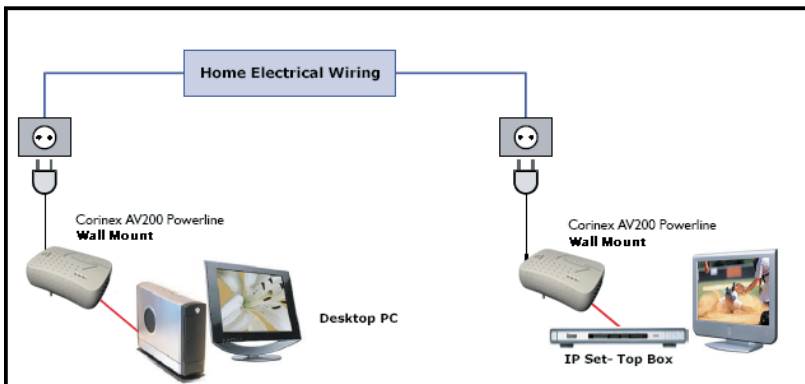 Home Electrical Wiring
Corinex AV200 Powerline
Wall Mount
Desktop PC
Corinex AV200 Powerline
Wall Mount
IP Set- Top Box